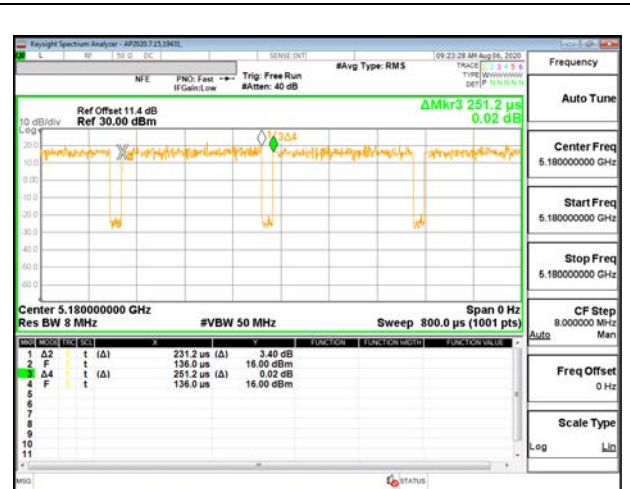 Keysight Spectrum Analyzer - AP2020.7.15,19431,
L RF 50 Ω DC SENSE:INT 09:23:28 AM Aug 06, 2020
NFE PNO: Fast Trig: Free Run #Avg Type: RMS TRACE 1 2 3 4 5 6
IFGain:Low #Atten: 40 dB TYPE WWWWWW
DET P N N N N N
Ref Offset 11.4 dB ΔMkr3 251.2 µs
10 dB/div Ref 30.00 dBm 0.02 dB
Log
20.0
10.0
0.00
-10.0
-20.0
-30.0
-40.0
-50.0
-60.0
3Δ4
Center 5.180000000 GHz Span 0 Hz
Res BW 8 MHz #VBW 50 MHz Sweep 800.0 µs (1001 pts)
MKR MODE TRC SCL X Y FUNCTION FUNCTION WIDTH FUNCTION VALUE
1 Δ2 1 t (Δ) 231.2 µs (Δ) 3.40 dB
2 F 1 t 136.0 µs 16.00 dBm
3 Δ4 1 t (Δ) 251.2 µs (Δ) 0.02 dB
4 F 1 t 136.0 µs 16.00 dBm
5
6
7
8
9
10
11
MSG STATUS
Frequency
Auto Tune
Center Freq
5.180000000 GHz
Start Freq
5.180000000 GHz
Stop Freq
5.180000000 GHz
CF Step
8.000000 MHz
Auto Man
Freq Offset
0 Hz
Scale Type
Log Lin